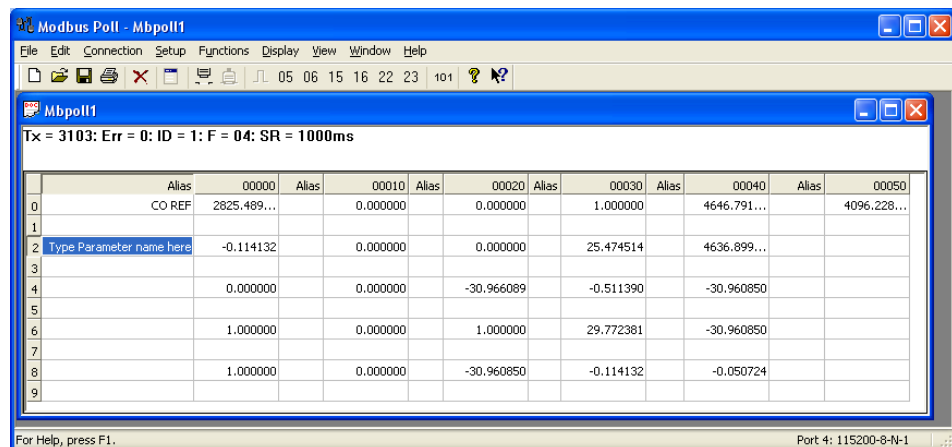 Modbus Poll - Mbpoll1
File Edit Connection Setup Functions Display View Window Help
05 06 15 16 22 23 101
Mbpoll1
Tx = 3103: Err = 0: ID = 1: F = 04: SR = 1000ms
Alias 00000 Alias 00010 Alias 00020 Alias 00030 Alias 00040 Alias 00050
0 CO REF 2825.489... 0.000000 0.000000 1.000000 4646.791... 4096.228...
1
2 Type Parameter name here -0.114132 0.000000 0.000000 25.474514 4636.899...
3
4 0.000000 0.000000 -30.966089 -0.511390 -30.960850
5
6 1.000000 0.000000 1.000000 29.772381 -30.960850
7
8 1.000000 0.000000 -30.960850 -0.114132 -0.050724
9
For Help, press F1. Port 4: 115200-8-N-1